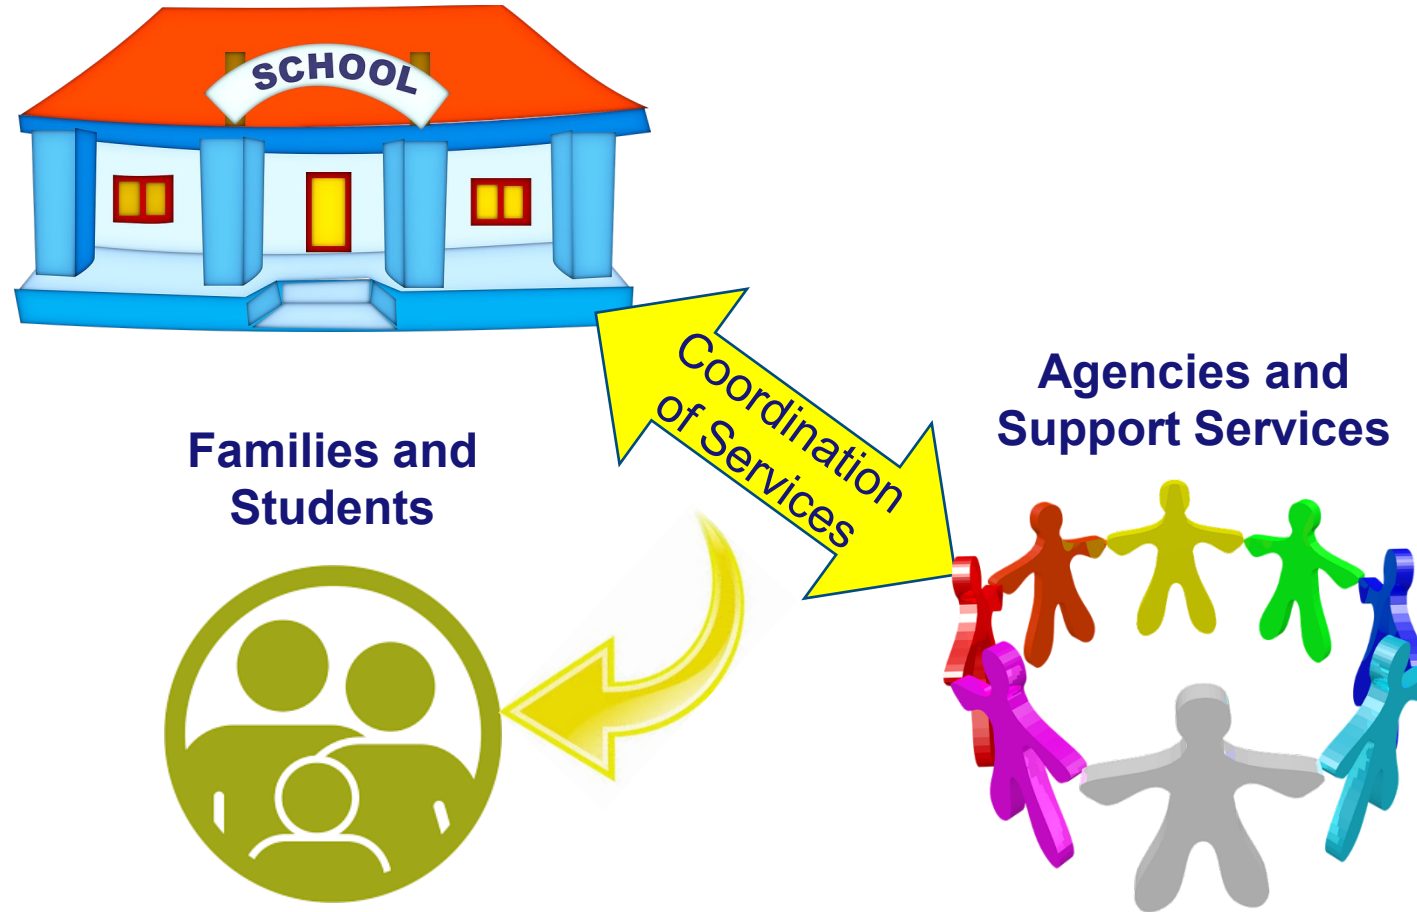 SCHOOL
Coordination
of Services
Agencies and
Support Services
Families and
Students